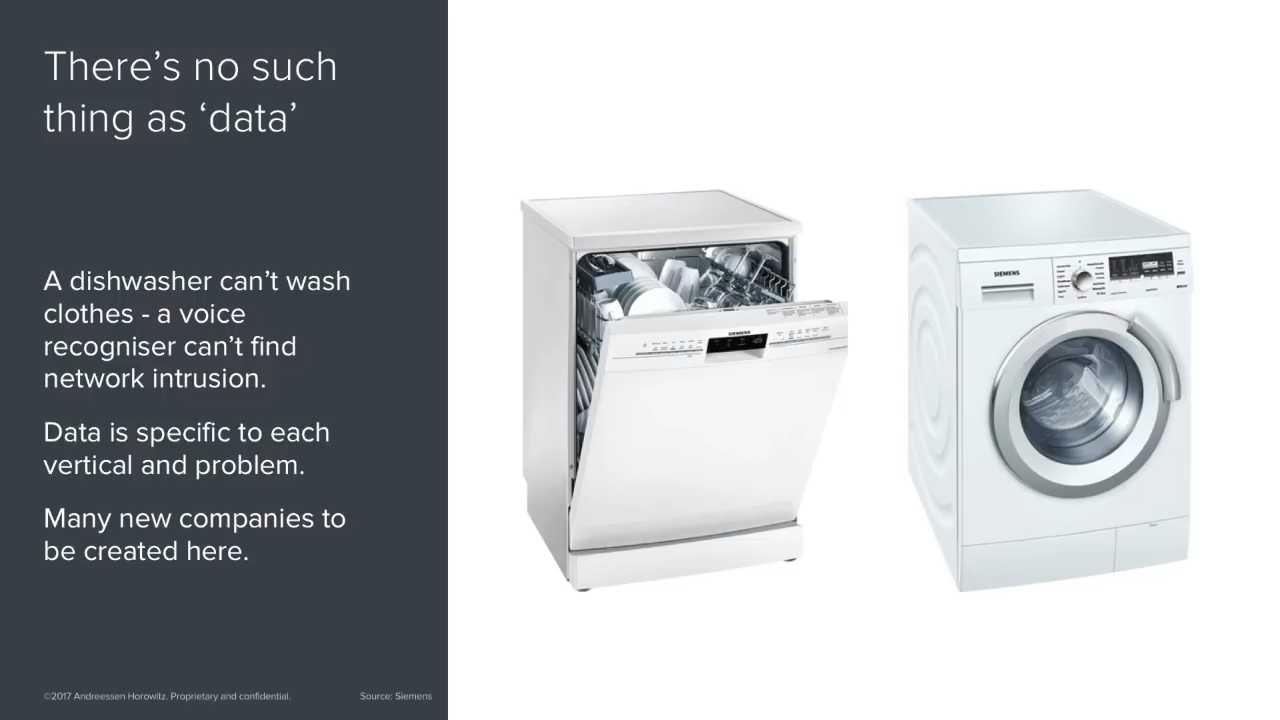 There’s no such
thing as ‘data’
A dishwasher can’t wash
clothes - a voice
recogniser can’t find
network intrusion.
Data is specific to each
vertical and problem.
Many new companies to
be created here.
©2017 Andreessen Horowitz. Proprietary and confidential.
Source: Siemens
SIEMENS
SIEMENS